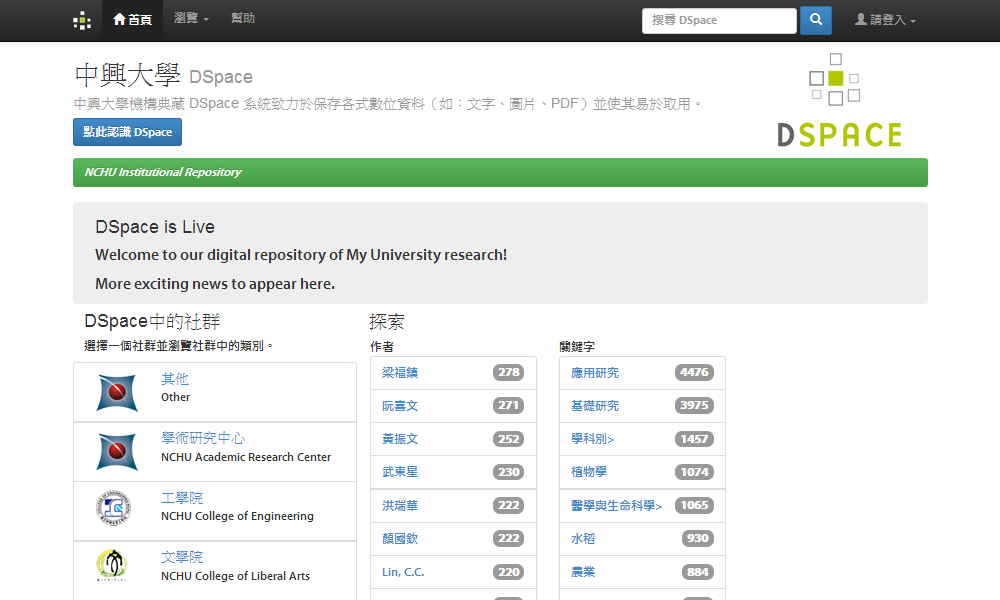 首頁 瀏覽 幫助 搜尋 DSpace 請登入
中興大學 DSpace
中興大學機構典藏 DSpace 系統致力於保存各式數位資料（如：文字、圖片、PDF）並使其易於取用。
點此認識 DSpace
DSPACE
NCHU Institutional Repository
DSpace is Live
Welcome to our digital repository of My University research!
More exciting news to appear here.
DSpace中的社群
選擇一個社群並瀏覽社群中的類別。
其他
Other
學術研究中心
NCHU Academic Research Center
工學院
NCHU College of Engineering
文學院
NCHU College of Liberal Arts
探索
作者
梁福鎮 278
阮喜文 271
黃振文 252
武東星 230
洪瑞華 222
顏國欽 222
Lin, C.C. 220
關鍵字
應用研究 4476
基礎研究 3975
學科別> 1457
植物學 1074
醫學與生命科學> 1065
水稻 930
農業 884